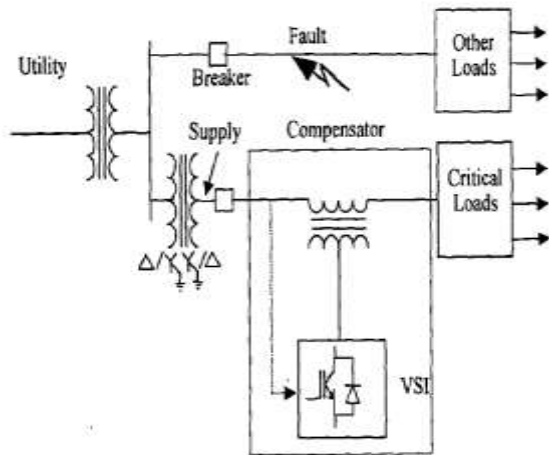 Fault
Other
Loads
Utility
Breaker
Supply
Compensator
Critical
Loads
Δ/Y Y/Δ
VSI